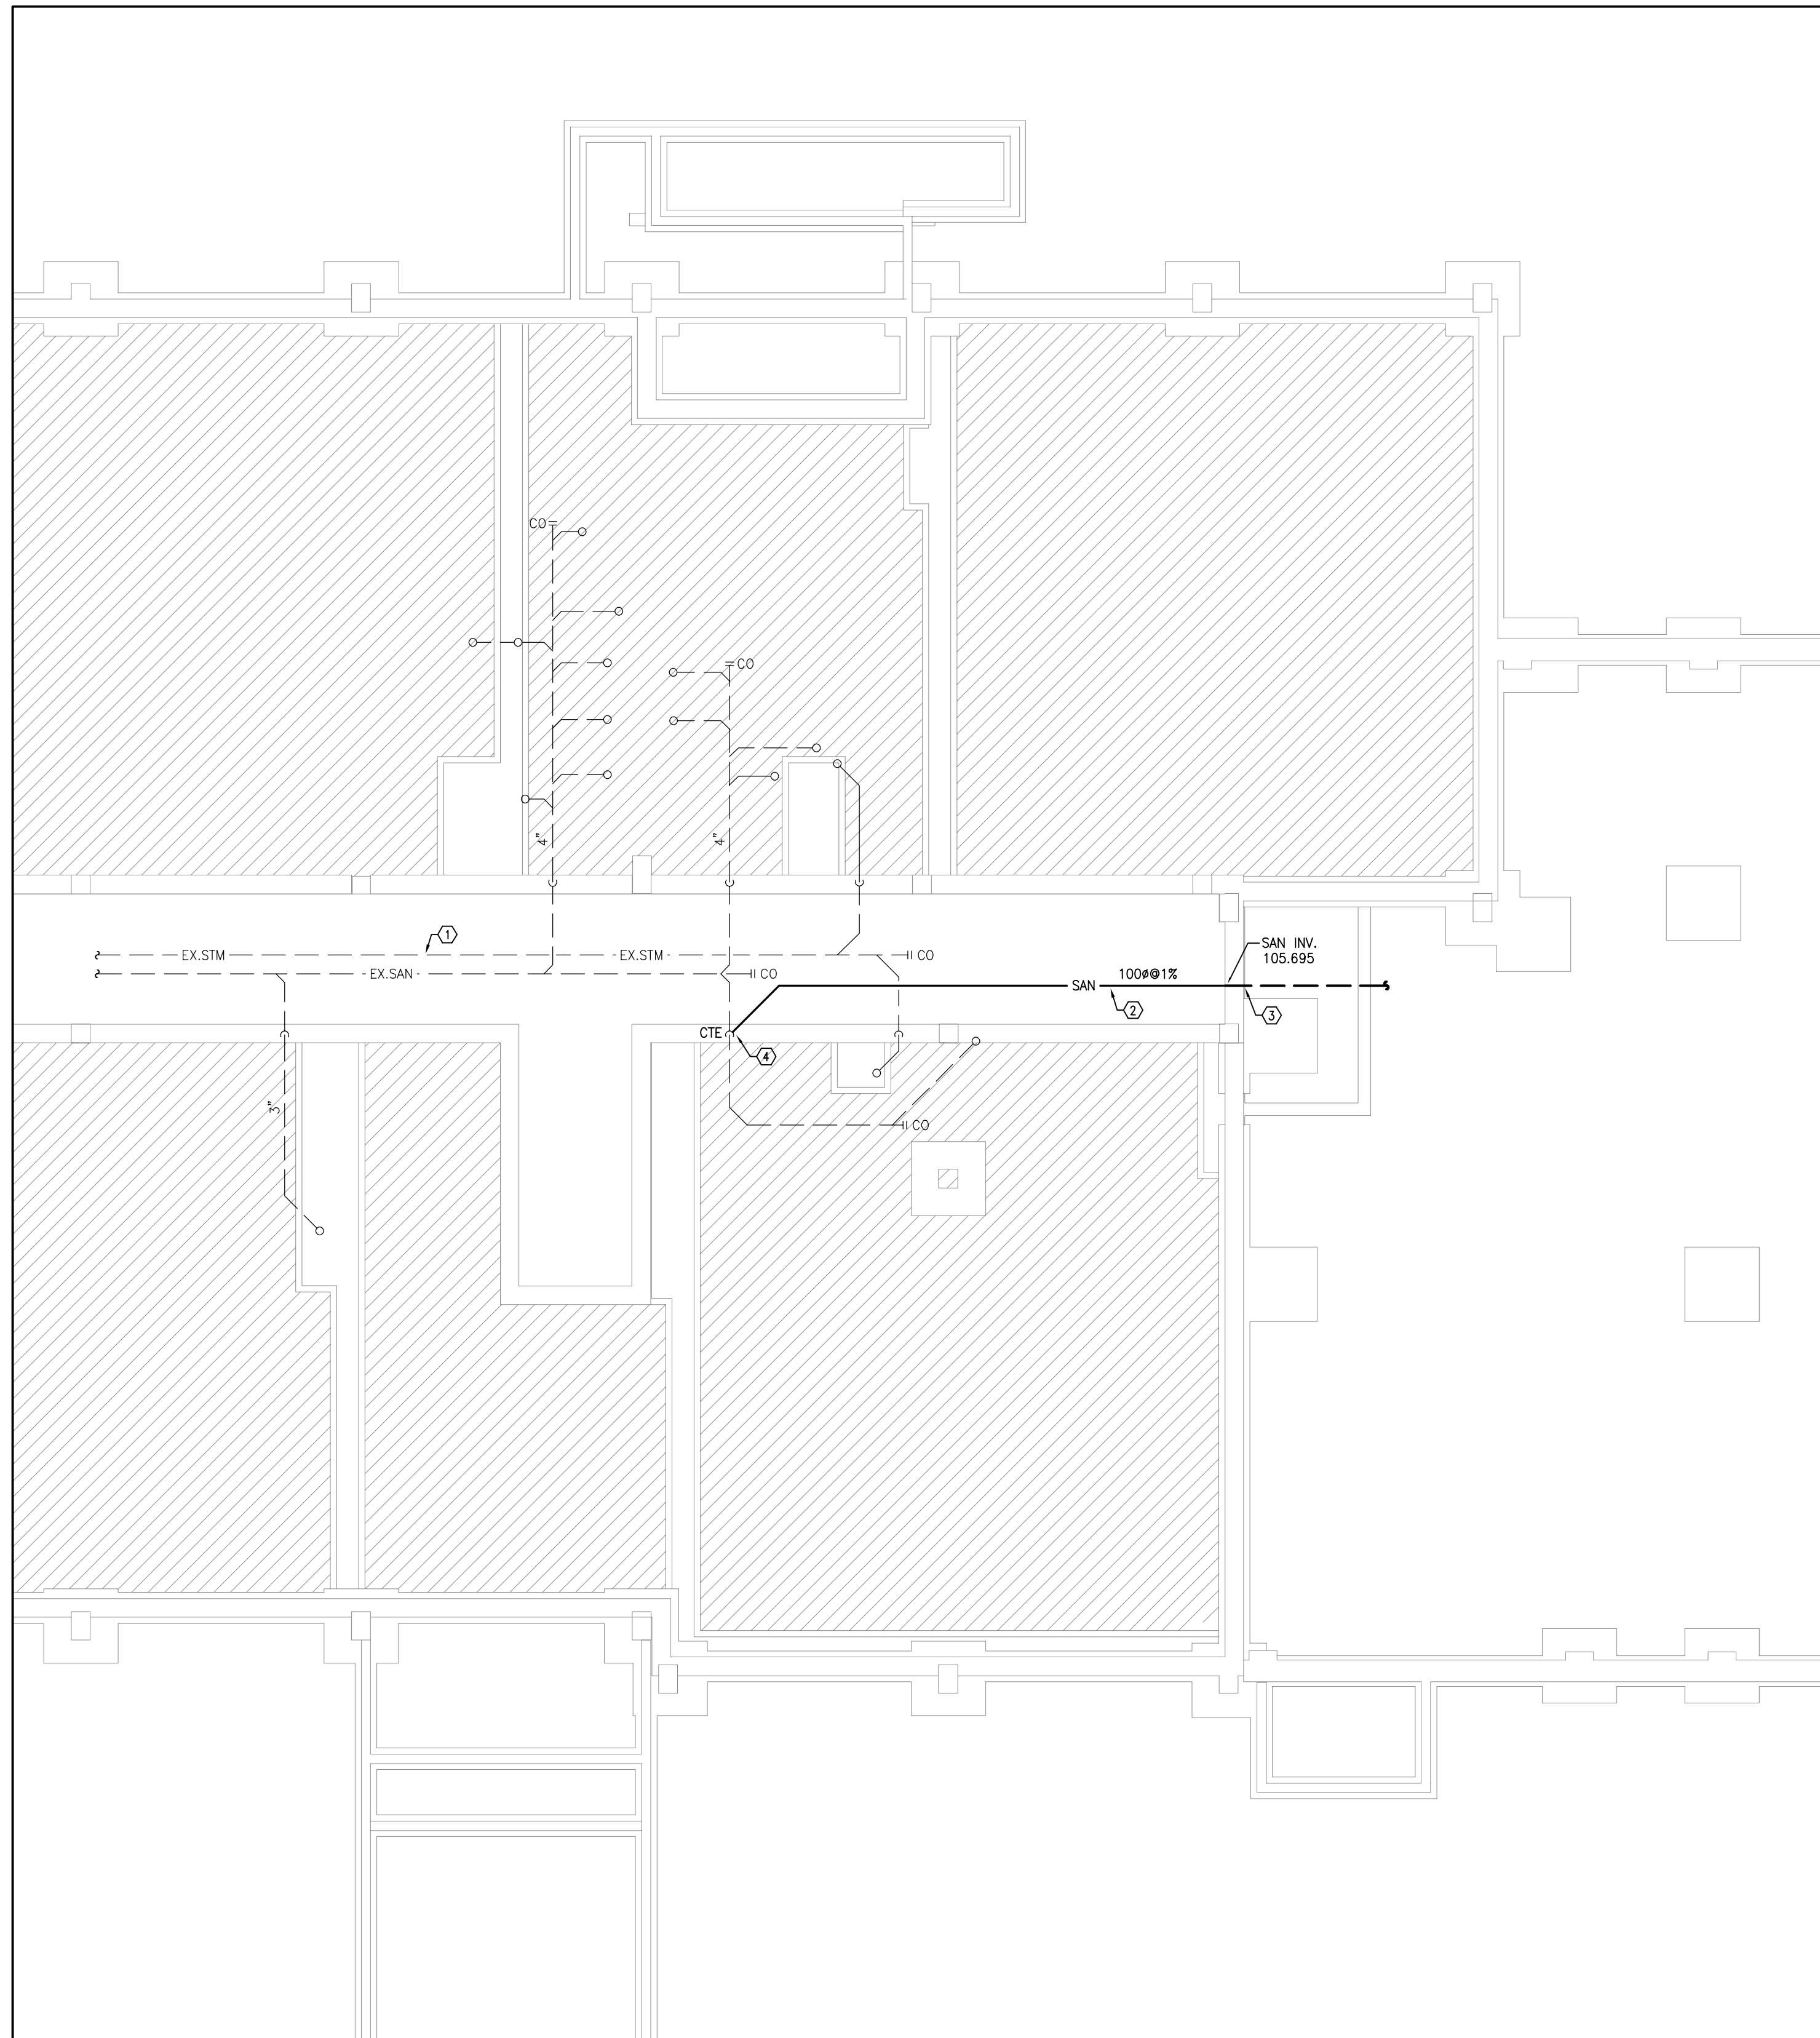 CO
CO
4"
4"
1
EX.STM
EX.STM
CO
EX.SAN
CO
SAN INV.
105.695
100ø@1%
SAN
2
3
CTE
4
3"
CO